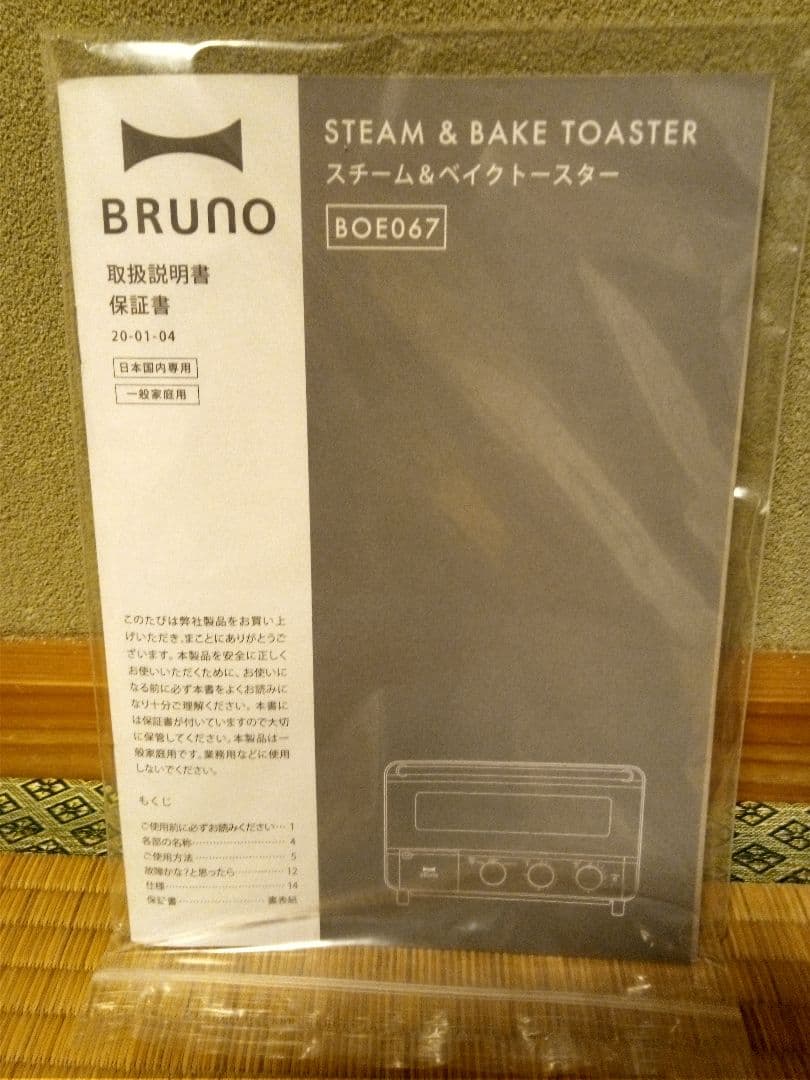 BRUNO
取扱説明書
保証書
20-01-04
日本国内専用
一般家庭用
STEAM & BAKE TOASTER
スチーム&ベイクトースター
BOE067
このたびは弊社製品をお買い上
げいただき、まことにありがとうご
ざいます。本製品を安全に正しく
お使いいただくために、お使いに
なる前に必ず本書をよくお読みに
なり十分ご理解ください。本書に
は保証書が付いていますので大切
に保管してください。本製品は一
般家庭用です。業務用などに使用
しないでください。
もくじ
ご使用前に必ずお読みください… 1
各部の名称……………… 4
ご使用方法……………… 5
故障かな?と思ったら……… 12
仕様……………… 14
保証書……………… 裏表紙
BRUNO